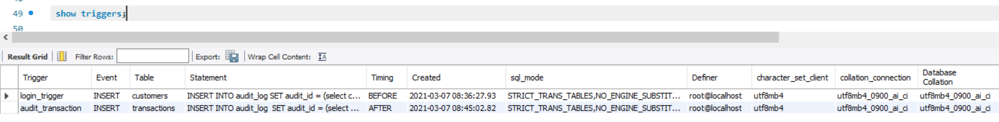 49 show triggers;
50
Result Grid Filter Rows: Export: Wrap Cell Content:
Trigger Event Table Statement Timing Created sql_mode Definer character_set_client collation_connection Database Collation
login_trigger INSERT customers INSERT INTO audit_log SET audit_id = (select c... BEFORE 2021-03-07 08:36:27.93 STRICT_TRANS_TABLES,NO_ENGINE_SUBSTIT... root@localhost utf8mb4 utf8mb4_0900_ai_ci utf8mb4_0900_ai_ci
audit_transaction INSERT transactions INSERT INTO audit_log SET audit_id = (select ... AFTER 2021-03-07 08:45:02.82 STRICT_TRANS_TABLES,NO_ENGINE_SUBSTIT... root@localhost utf8mb4 utf8mb4_0900_ai_ci utf8mb4_0900_ai_ci